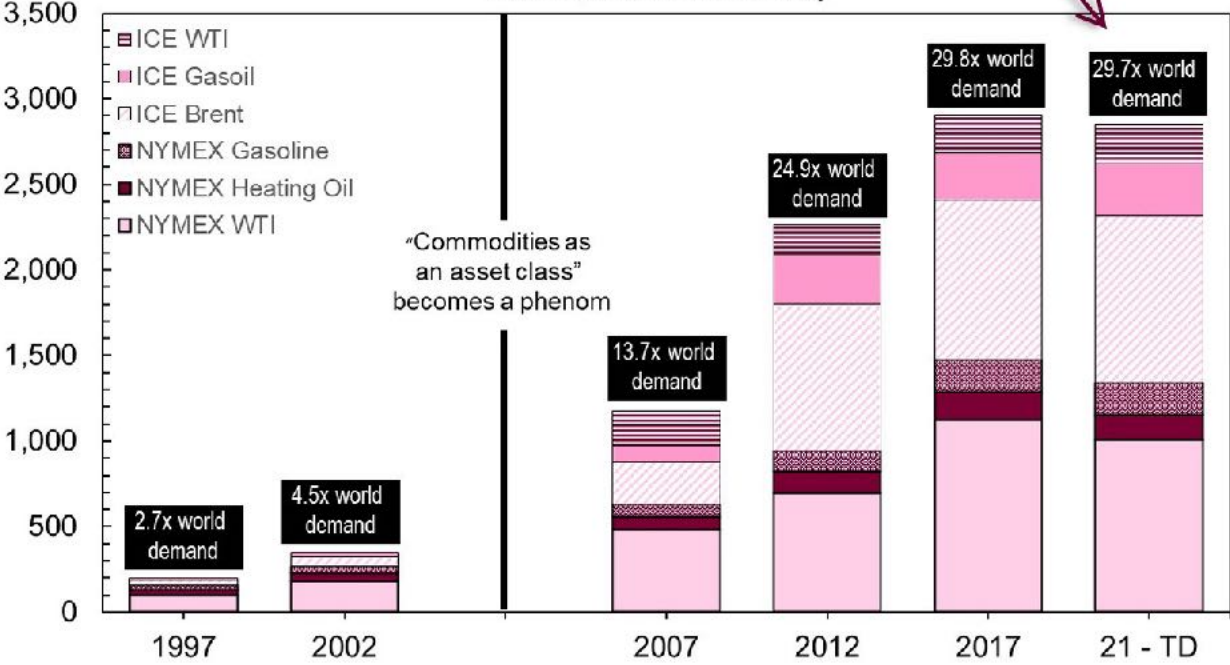 3,500
3,000
2,500
2,000
1,500
1,000
500
0
ICE WTI
ICE Gasoil
ICE Brent
NYMEX Gasoline
NYMEX Heating Oil
NYMEX WTI
"Commodities as
an asset class"
becomes a phenom
2.7x world
demand
4.5x world
demand
13.7x world
demand
24.9x world
demand
29.8x world
demand
29.7x world
demand
1997
2002
2007
2012
2017
21 - TD